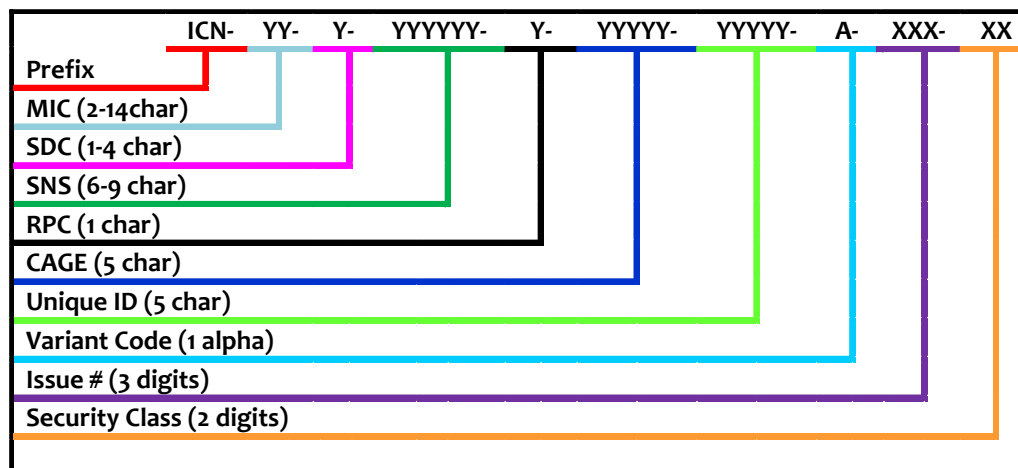 ICN- YY- Y- YYYYYY- Y- YYYYY- YYYYY- A- XXX- XX
Prefix
MIC (2-14char)
SDC (1-4 char)
SNS (6-9 char)
RPC (1 char)
CAGE (5 char)
Unique ID (5 char)
Variant Code (1 alpha)
Issue # (3 digits)
Security Class (2 digits)